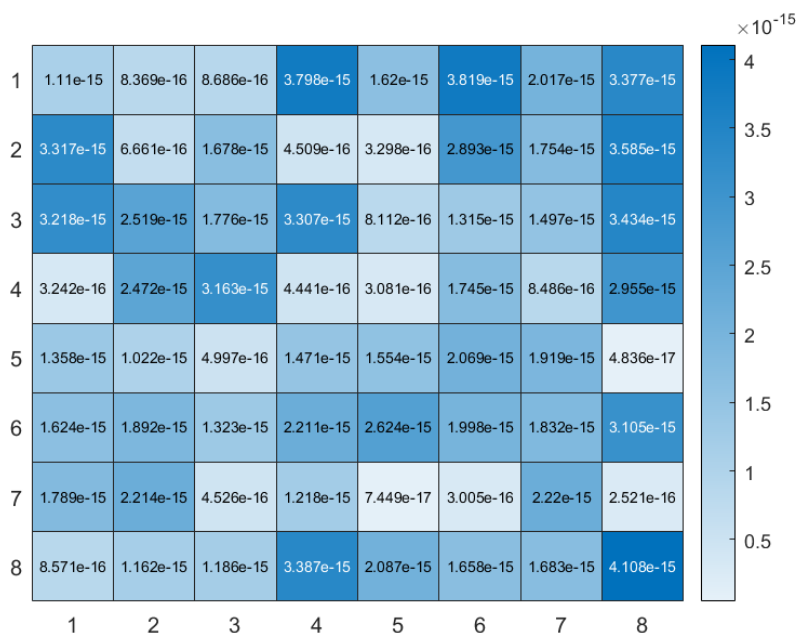 ×10-15
1 1.11e-15 8.369e-16 8.686e-16 3.798e-15 1.62e-15 3.819e-15 2.017e-15 3.377e-15
2 3.317e-15 6.661e-16 1.678e-15 4.509e-16 3.298e-16 2.893e-15 1.754e-15 3.585e-15
3 3.218e-15 2.519e-15 1.776e-15 3.307e-15 8.112e-16 1.315e-15 1.497e-15 3.434e-15
4 3.242e-16 2.472e-15 3.163e-15 4.441e-16 3.081e-16 1.745e-15 8.486e-16 2.955e-15
5 1.358e-15 1.022e-15 4.997e-16 1.471e-15 1.554e-15 2.069e-15 1.919e-15 4.836e-17
6 1.624e-15 1.892e-15 1.323e-15 2.211e-15 2.624e-15 1.998e-15 1.832e-15 3.105e-15
7 1.789e-15 2.214e-15 4.526e-16 1.218e-15 7.449e-17 3.005e-16 2.22e-15 2.521e-16
8 8.571e-16 1.162e-15 1.186e-15 3.387e-15 2.087e-15 1.658e-15 1.683e-15 4.108e-15
1 2 3 4 5 6 7 8
4
3.5
3
2.5
2
1.5
1
0.5